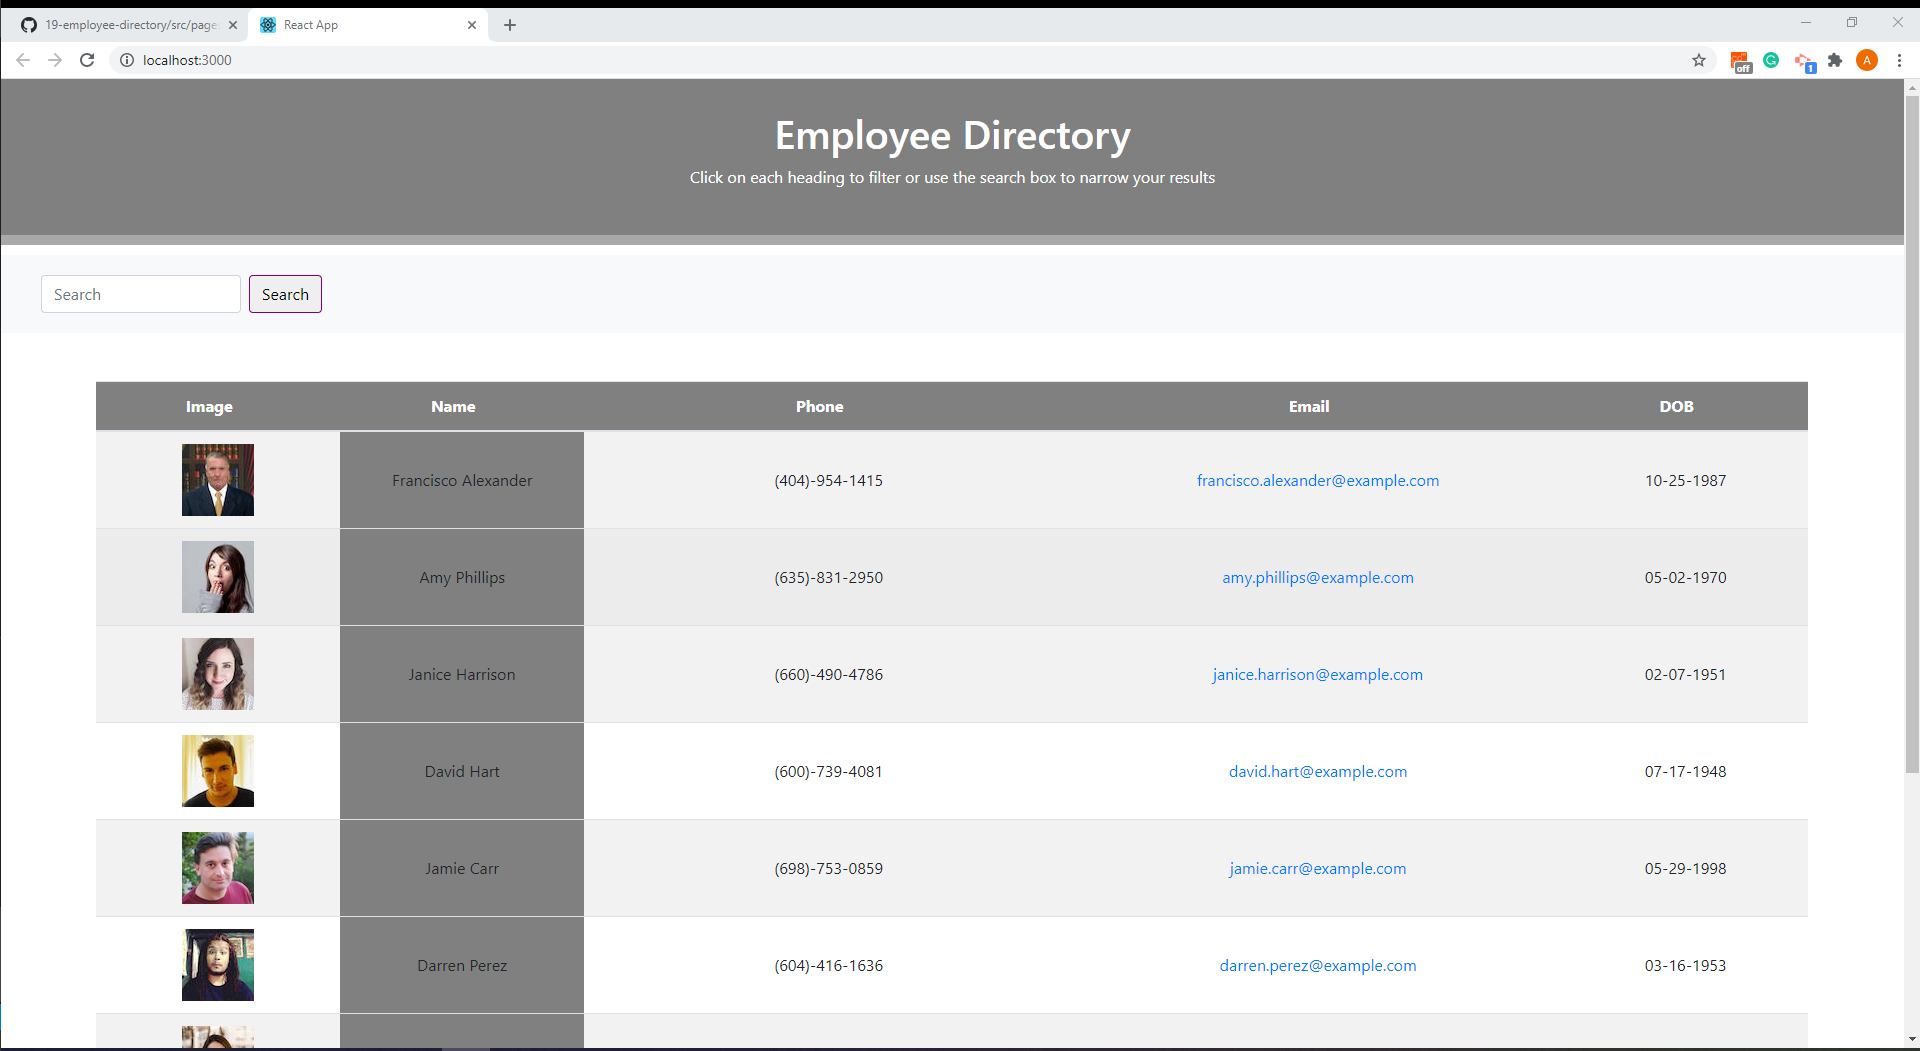 19-employee-directory/src/page
React App
localhost:3000
off
1
A
Employee Directory
Click on each heading to filter or use the search box to narrow your results
Search
Search
Image Name Phone Email DOB
Francisco Alexander (404)-954-1415 francisco.alexander@example.com 10-25-1987
Amy Phillips (635)-831-2950 amy.phillips@example.com 05-02-1970
Janice Harrison (660)-490-4786 janice.harrison@example.com 02-07-1951
David Hart (600)-739-4081 david.hart@example.com 07-17-1948
Jamie Carr (698)-753-0859 jamie.carr@example.com 05-29-1998
Darren Perez (604)-416-1636 darren.perez@example.com 03-16-1953